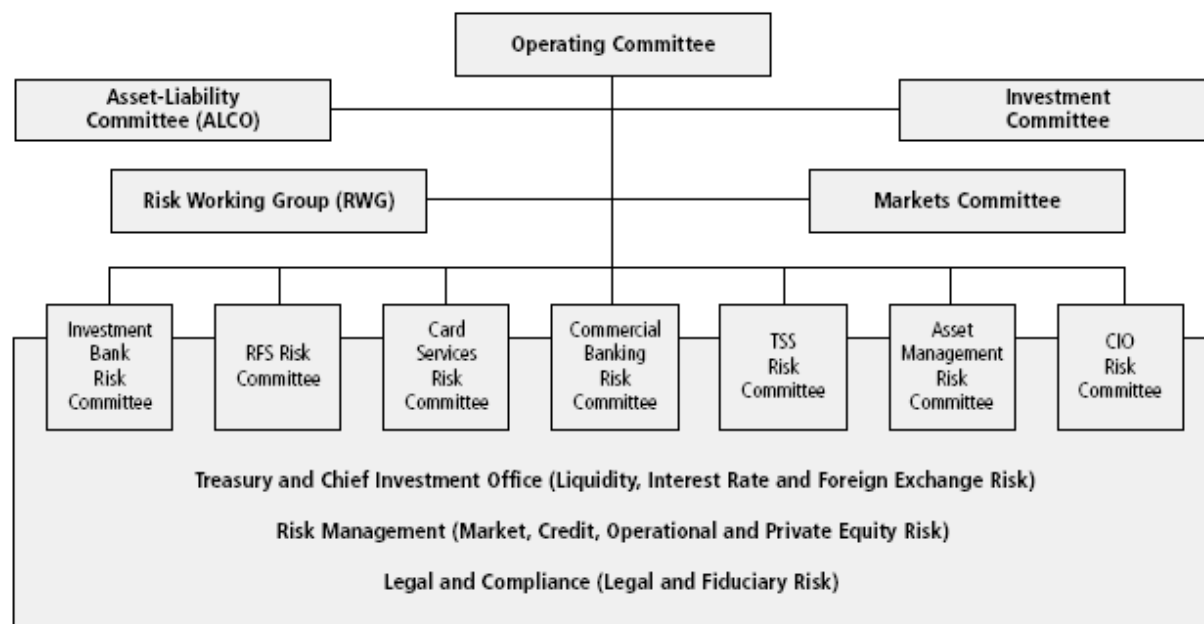 Operating Committee
Asset-Liability
Committee (ALCO)
Investment
Committee
Risk Working Group (RWG)
Markets Committee
Investment
Bank
Risk
Committee
RFS Risk
Committee
Card
Services
Risk
Committee
Commercial
Banking
Risk
Committee
TSS
Risk
Committee
Asset
Management
Risk
Committee
CIO
Risk
Committee
Treasury and Chief Investment Office (Liquidity, Interest Rate and Foreign Exchange Risk)
Risk Management (Market, Credit, Operational and Private Equity Risk)
Legal and Compliance (Legal and Fiduciary Risk)